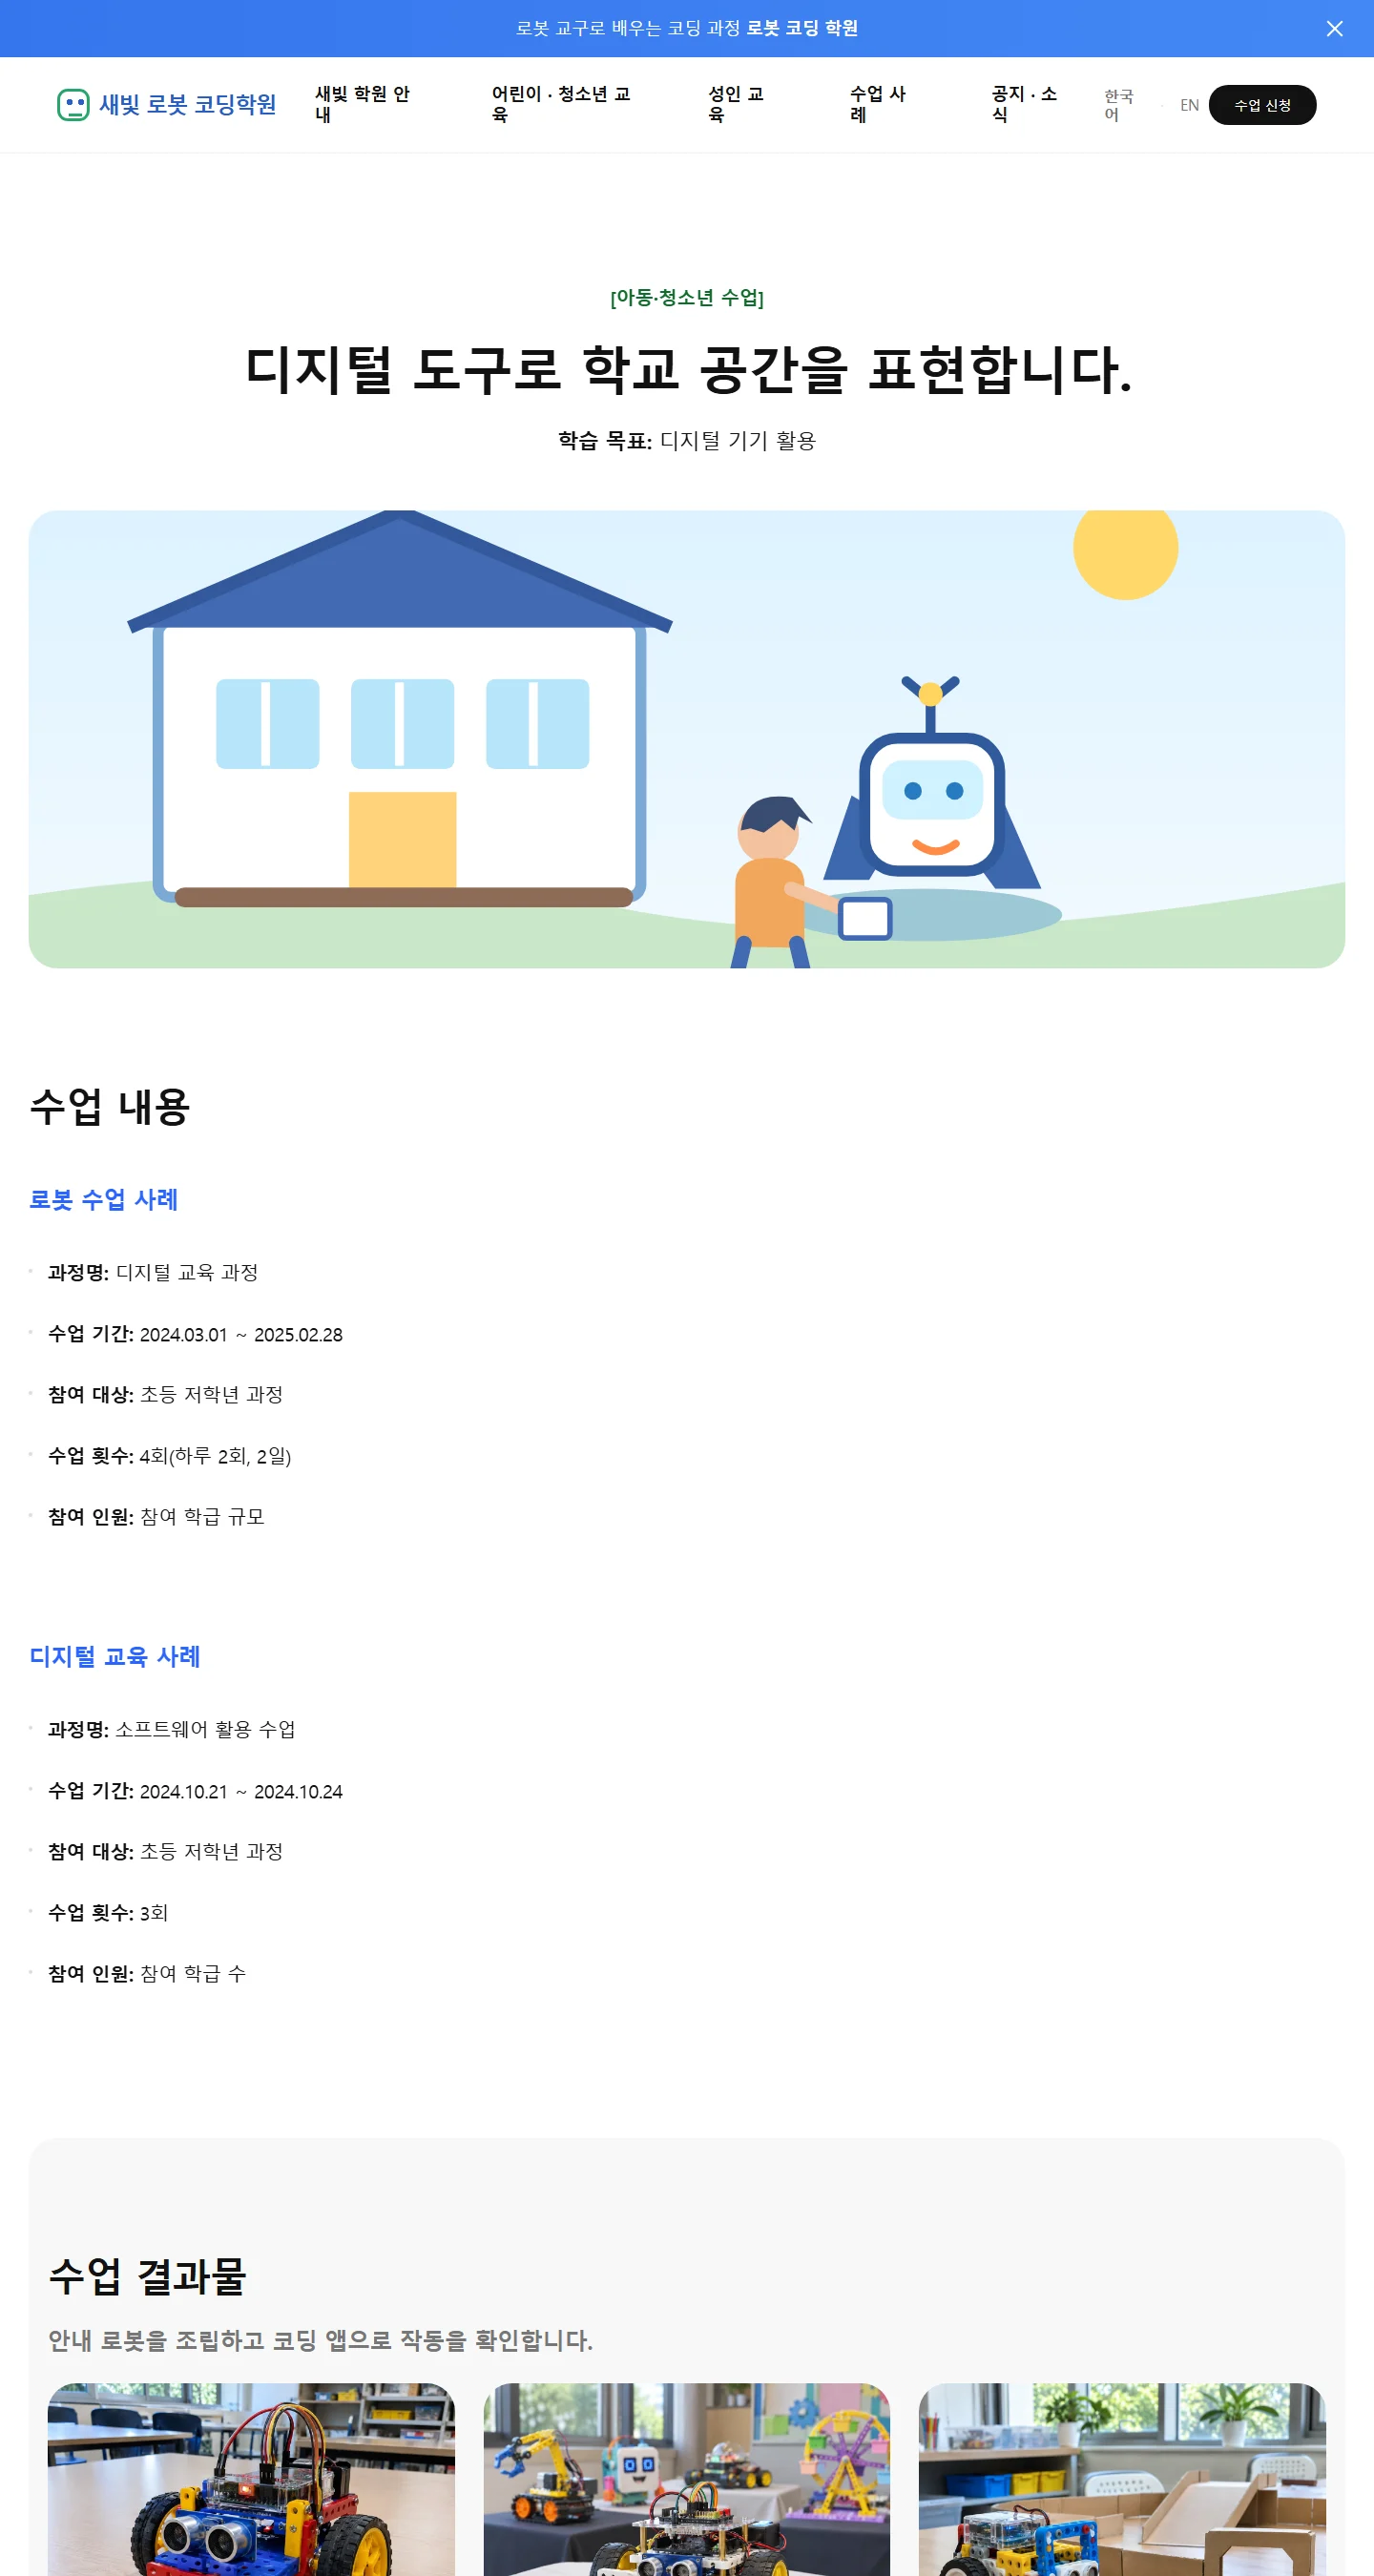 로봇 교구로 배우는 코딩 과정 로봇 코딩 학원
새빛 로봇 코딩학원
새빛 학원 안
내
어린이 · 청소년 교
육
성인 교
육
수업 사
례
공지 · 소
식
한국
어
·
EN
수업 신청
[아동·청소년 수업]
디지털 도구로 학교 공간을 표현합니다.
학습 목표: 디지털 기기 활용
수업 내용
로봇 수업 사례
과정명: 디지털 교육 과정
수업 기간: 2024.03.01 ~ 2025.02.28
참여 대상: 초등 저학년 과정
수업 횟수: 4회(하루 2회, 2일)
참여 인원: 참여 학급 규모
디지털 교육 사례
과정명: 소프트웨어 활용 수업
수업 기간: 2024.10.21 ~ 2024.10.24
참여 대상: 초등 저학년 과정
수업 횟수: 3회
참여 인원: 참여 학급 수
수업 결과물
안내 로봇을 조립하고 코딩 앱으로 작동을 확인합니다.